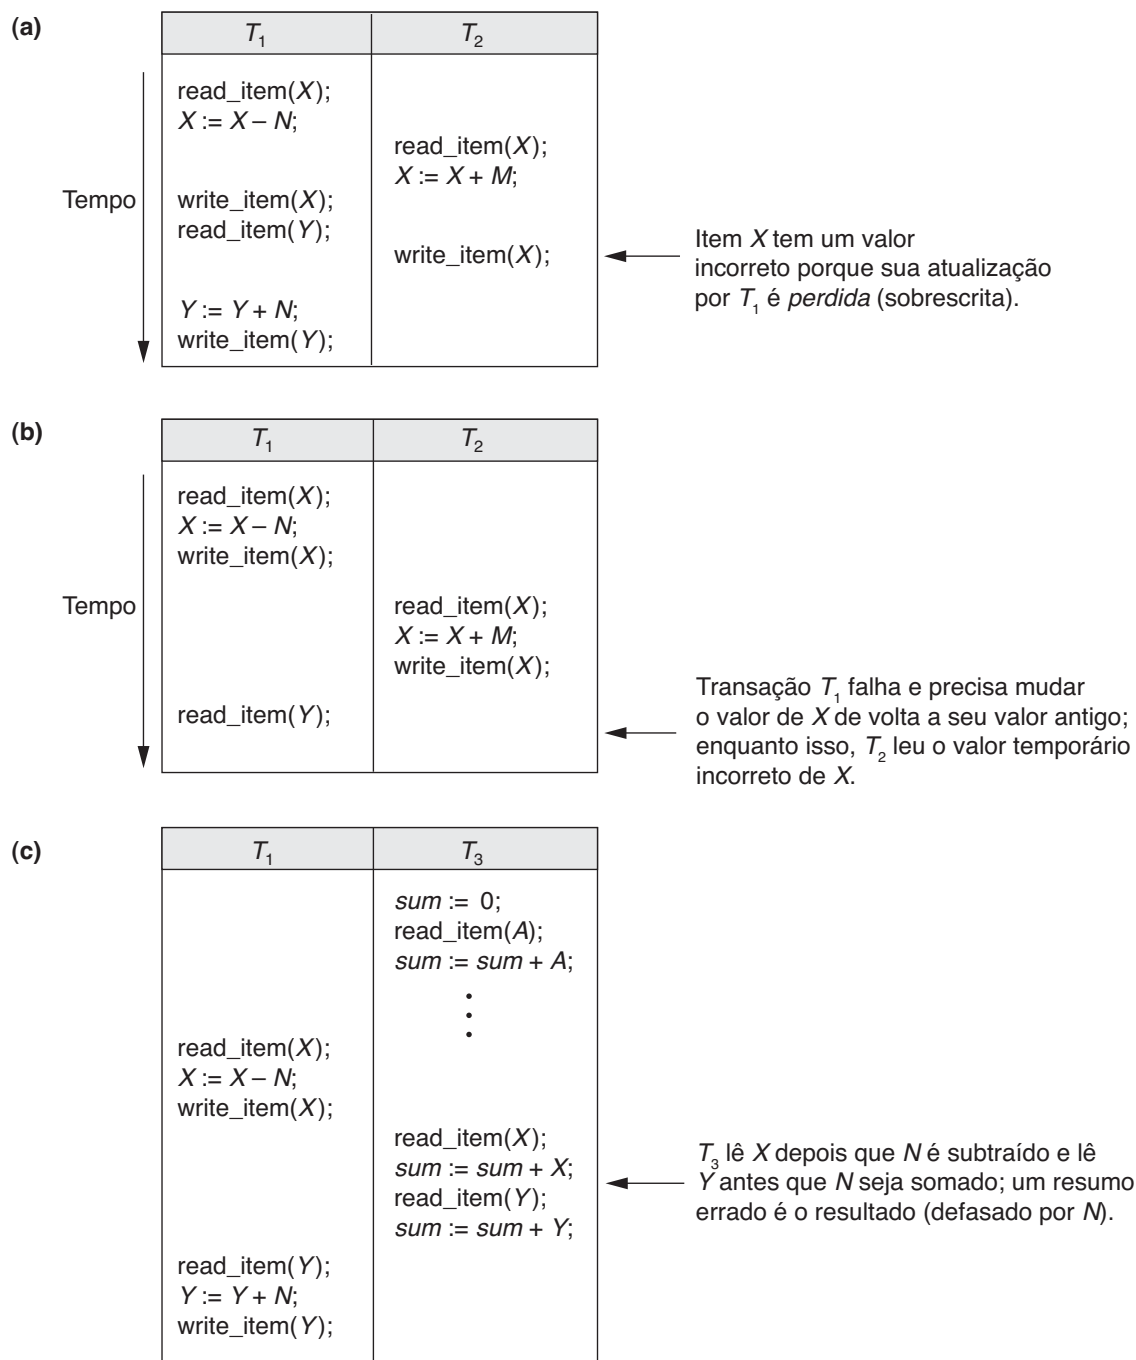 (a)
T1 T2
read_item(X);
X := X – N;
read_item(X);
X := X + M;
Tempo
write_item(X);
read_item(Y);
write_item(X);
Item X tem um valor
incorreto porque sua atualização
por T1 é perdida (sobrescrita).
Y := Y + N;
write_item(Y);
(b)
T1 T2
read_item(X);
X := X – N;
write_item(X);
Tempo
read_item(X);
X := X + M;
write_item(X);
read_item(Y);
Transação T1 falha e precisa mudar
o valor de X de volta a seu valor antigo;
enquanto isso, T2 leu o valor temporário
incorreto de X.
(c)
T1 T3
sum := 0;
read_item(A);
sum := sum + A;
read_item(X);
X := X – N;
write_item(X);
read_item(X);
sum := sum + X;
read_item(Y);
sum := sum + Y;
T3 lê X depois que N é subtraído e lê
Y antes que N seja somado; um resumo
errado é o resultado (defasado por N).
read_item(Y);
Y := Y + N;
write_item(Y);